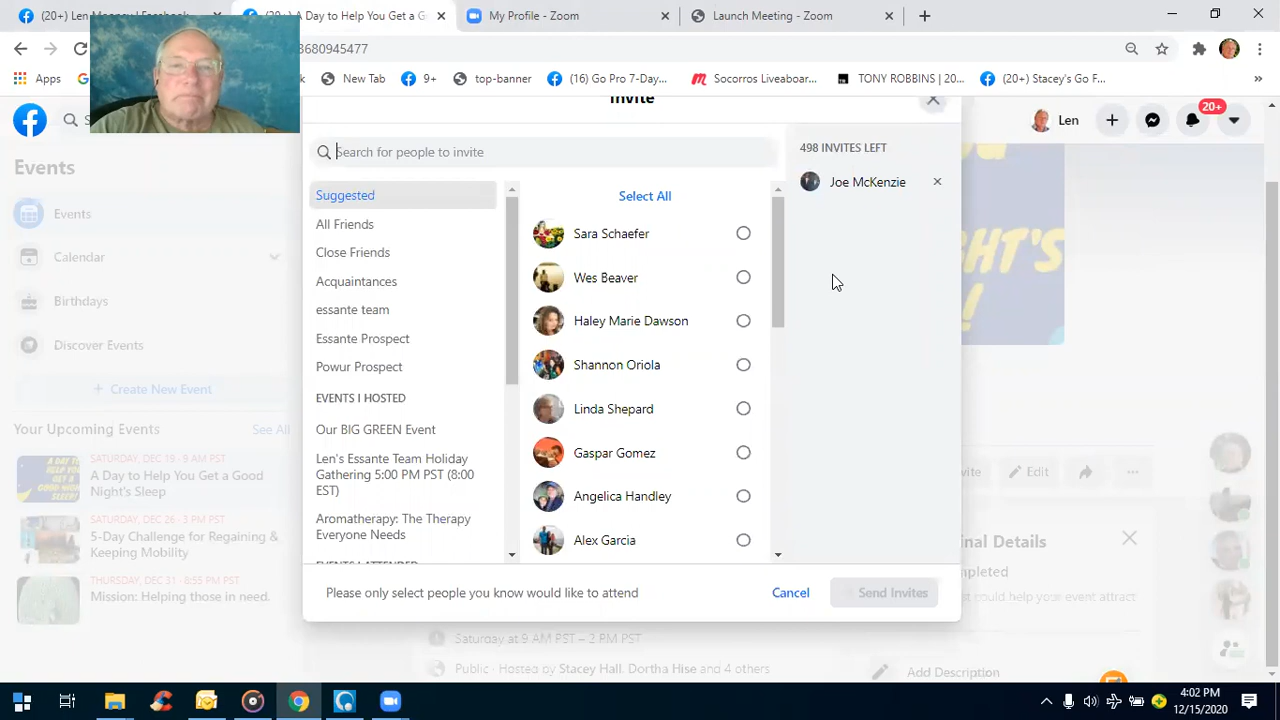 (20+) Len Mooney | Facebook
A Day to Help You Get a G
My Profile - Zoom
Launch Meeting - Zoom
3680945477
Apps
New Tab
9+
top-banner
(16) Go Pro 7-Day...
Socorros Liveaboar...
TONY ROBBINS | 20...
(20+) Stacey's Go F...
»
Invite
20+
Len
Events
Search for people to invite
498 INVITES LEFT
Joe McKenzie
Suggested
Select All
All Friends
Close Friends
Acquaintances
essante team
Essante Prospect
Powur Prospect
EVENTS I HOSTED
Our BIG GREEN Event
Len's Essante Team Holiday
Gathering 5:00 PM PST (8:00
EST)
Aromatherapy: The Therapy
Everyone Needs
EVENTS I ATTENDED
Sara Schaefer
Wes Beaver
Haley Marie Dawson
Shannon Oriola
Linda Shepard
Gaspar Gomez
Angelica Handley
Alex Garcia
Please only select people you know would like to attend
Cancel
Send Invites
Events
Calendar
Birthdays
Discover Events
+ Create New Event
Your Upcoming Events
See All
SATURDAY, DEC 19 · 9 AM PST
A Day to Help You Get a Good
Night's Sleep
SATURDAY, DEC 26 · 3 PM PST
5-Day Challenge for Regaining &
Keeping Mobility
THURSDAY, DEC 31 · 8:55 PM PST
Mission: Helping those in need.
Edit
Saturday at 9 AM PST – 2 PM PST
Public · Hosted by Stacey Hall, Dortha Hise and 4 others
Add Description
4:02 PM
12/15/2020